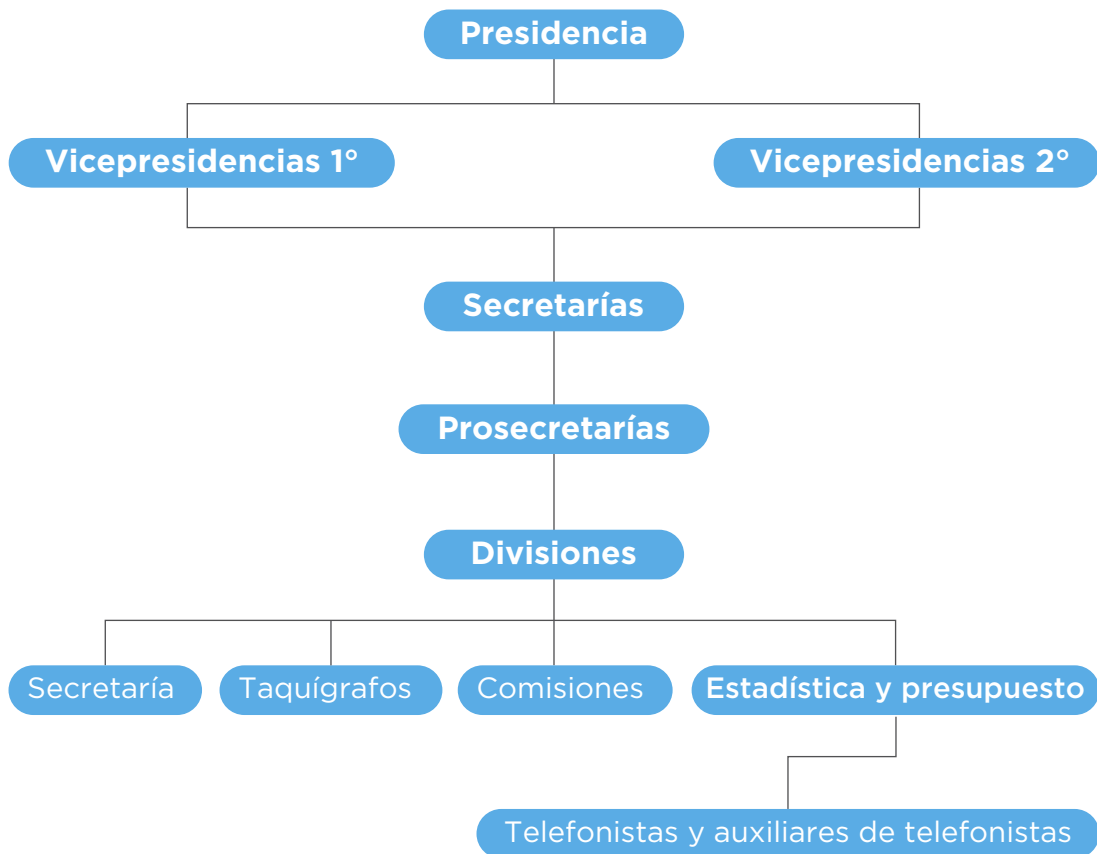 Presidencia
Vicepresidencias 1°
Vicepresidencias 2°
Secretarías
Prosecretarías
Divisiones
Secretaría
Taquígrafos
Comisiones
Estadística y presupuesto
Telefonistas y auxiliares de telefonistas